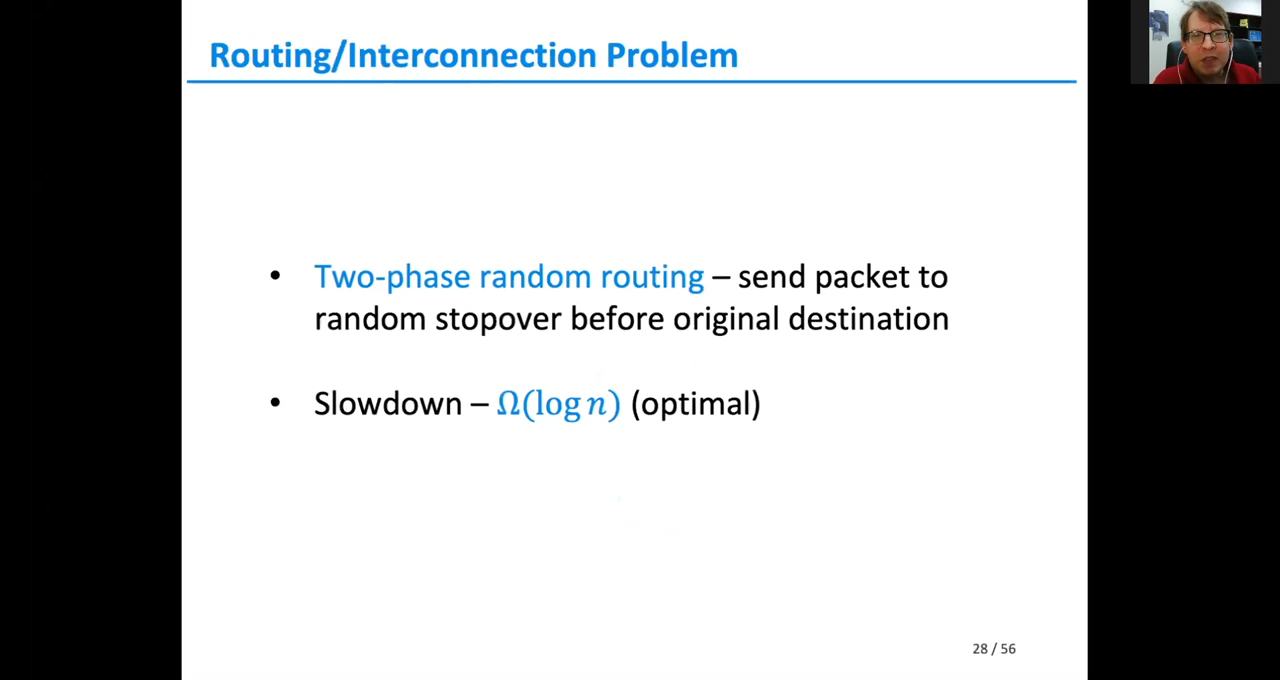 Routing/Interconnection Problem
• Two-phase random routing – send packet to
random stopover before original destination
• Slowdown – Ω(log n) (optimal)
28 / 56